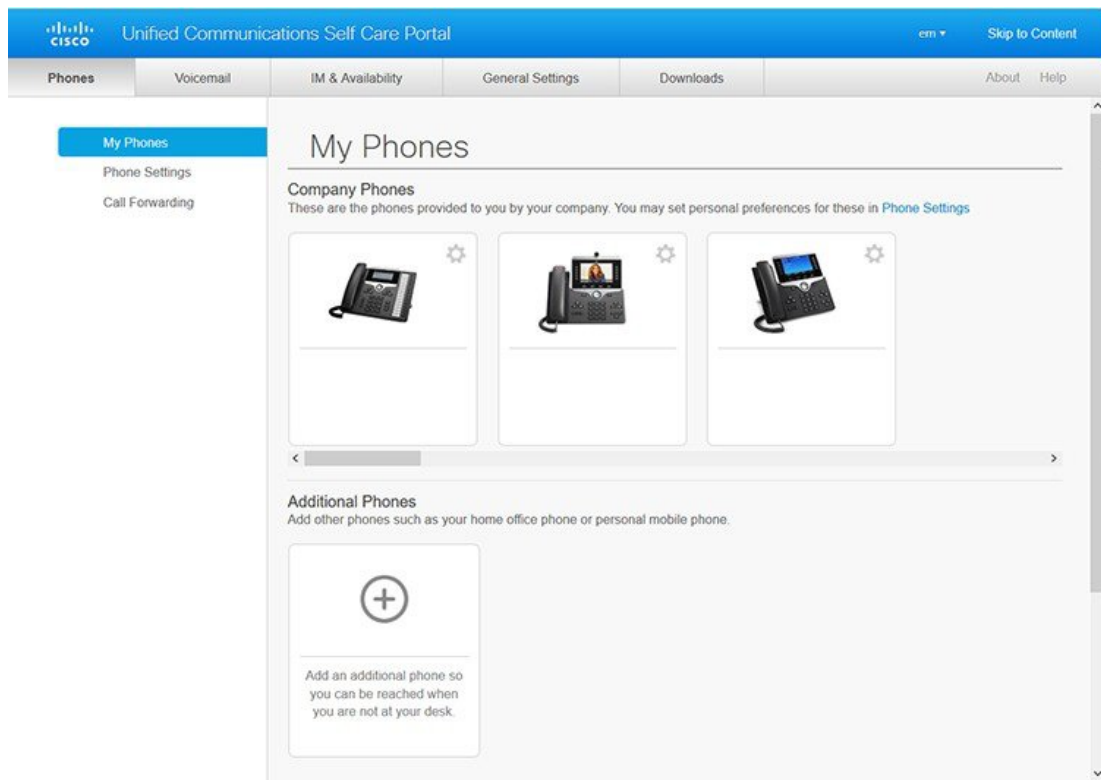 CISCO Unified Communications Self Care Portal em Skip to Content
Phones Voicemail IM & Availability General Settings Downloads About Help
My Phones
Phone Settings
Call Forwarding
My Phones
Company Phones
These are the phones provided to you by your company. You may set personal preferences for these in Phone Settings
Additional Phones
Add other phones such as your home office phone or personal mobile phone.
Add an additional phone so
you can be reached when
you are not at your desk.